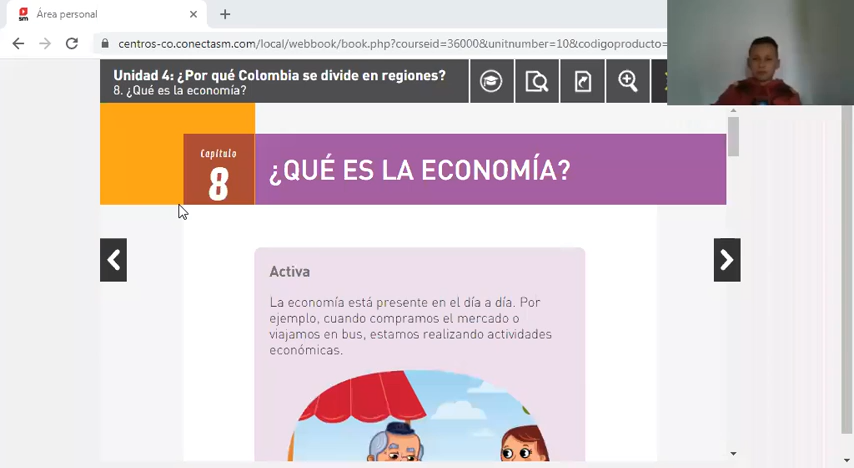 Área personal
centros-co.conectasm.com/local/webbook/book.php?courseid=36000&unitnumber=10&codigoproducto=
Unidad 4: ¿Por qué Colombia se divide en regiones?
8. ¿Qué es la economía?
Capítulo
8
¿QUÉ ES LA ECONOMÍA?
Activa
La economía está presente en el día a día. Por
ejemplo, cuando compramos el mercado o
viajamos en bus, estamos realizando actividades
económicas.